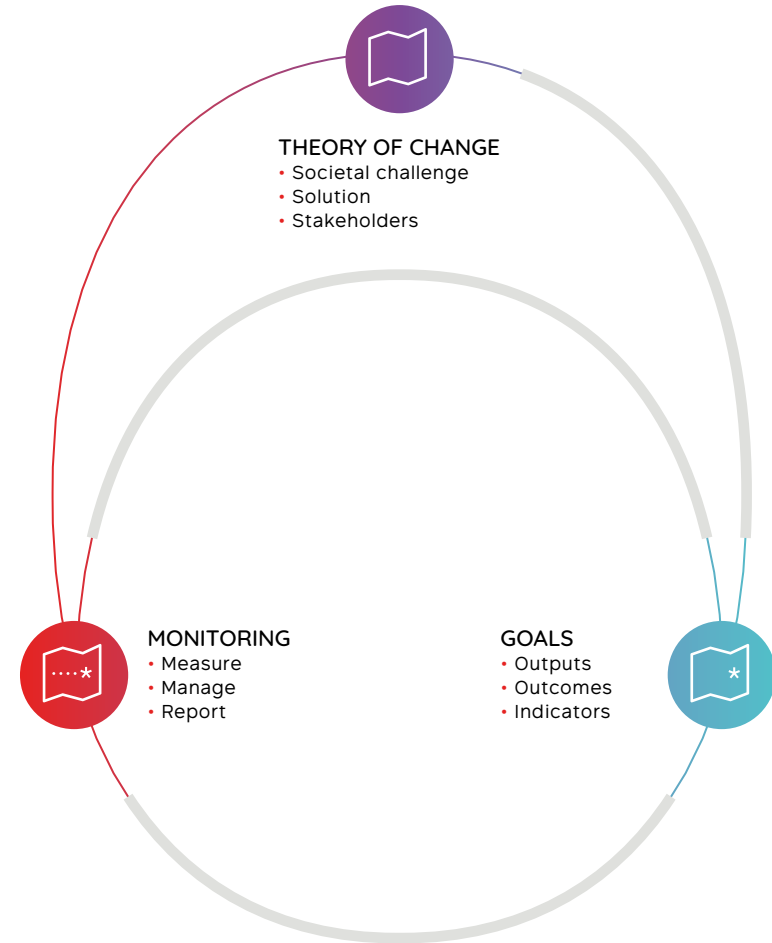 THEORY OF CHANGE
• Societal challenge
• Solution
• Stakeholders
MONITORING
• Measure
• Manage
• Report
GOALS
• Outputs
• Outcomes
• Indicators